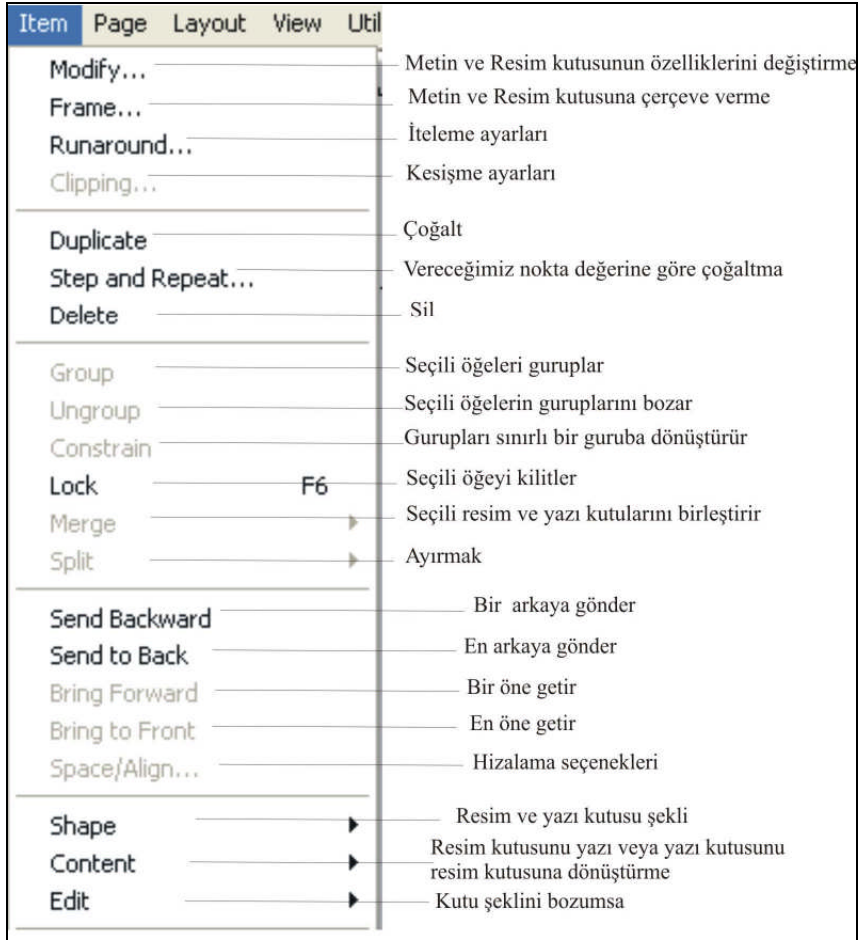 Item Page Layout View Util
Modify... Metin ve Resim kutusunun özelliklerini değiştirme
Frame... Metin ve Resim kutusuna çerçeve verme
Runaround... İteleme ayarları
Clipping... Kesişme ayarları
Duplicate Çoğalt
Step and Repeat... Vereceğimiz nokta değerine göre çoğaltma
Delete Sil
Group Seçili öğeleri guruplar
Ungroup Seçili öğelerin guruplarını bozar
Constrain Gurupları sınırlı bir guruba dönüştürür
Lock F6 Seçili öğeyi kilitler
Merge Seçili resim ve yazı kutularını birleştirir
Split Ayırmak
Send Backward Bir arkaya gönder
Send to Back En arkaya gönder
Bring Forward Bir öne getir
Bring to Front En öne getir
Space/Align... Hizalama seçenekleri
Shape Resim ve yazı kutusu şekli
Content Resim kutusunu yazı veya yazı kutusunu
resim kutusuna dönüştürme
Edit Kutu şeklini bozumsa